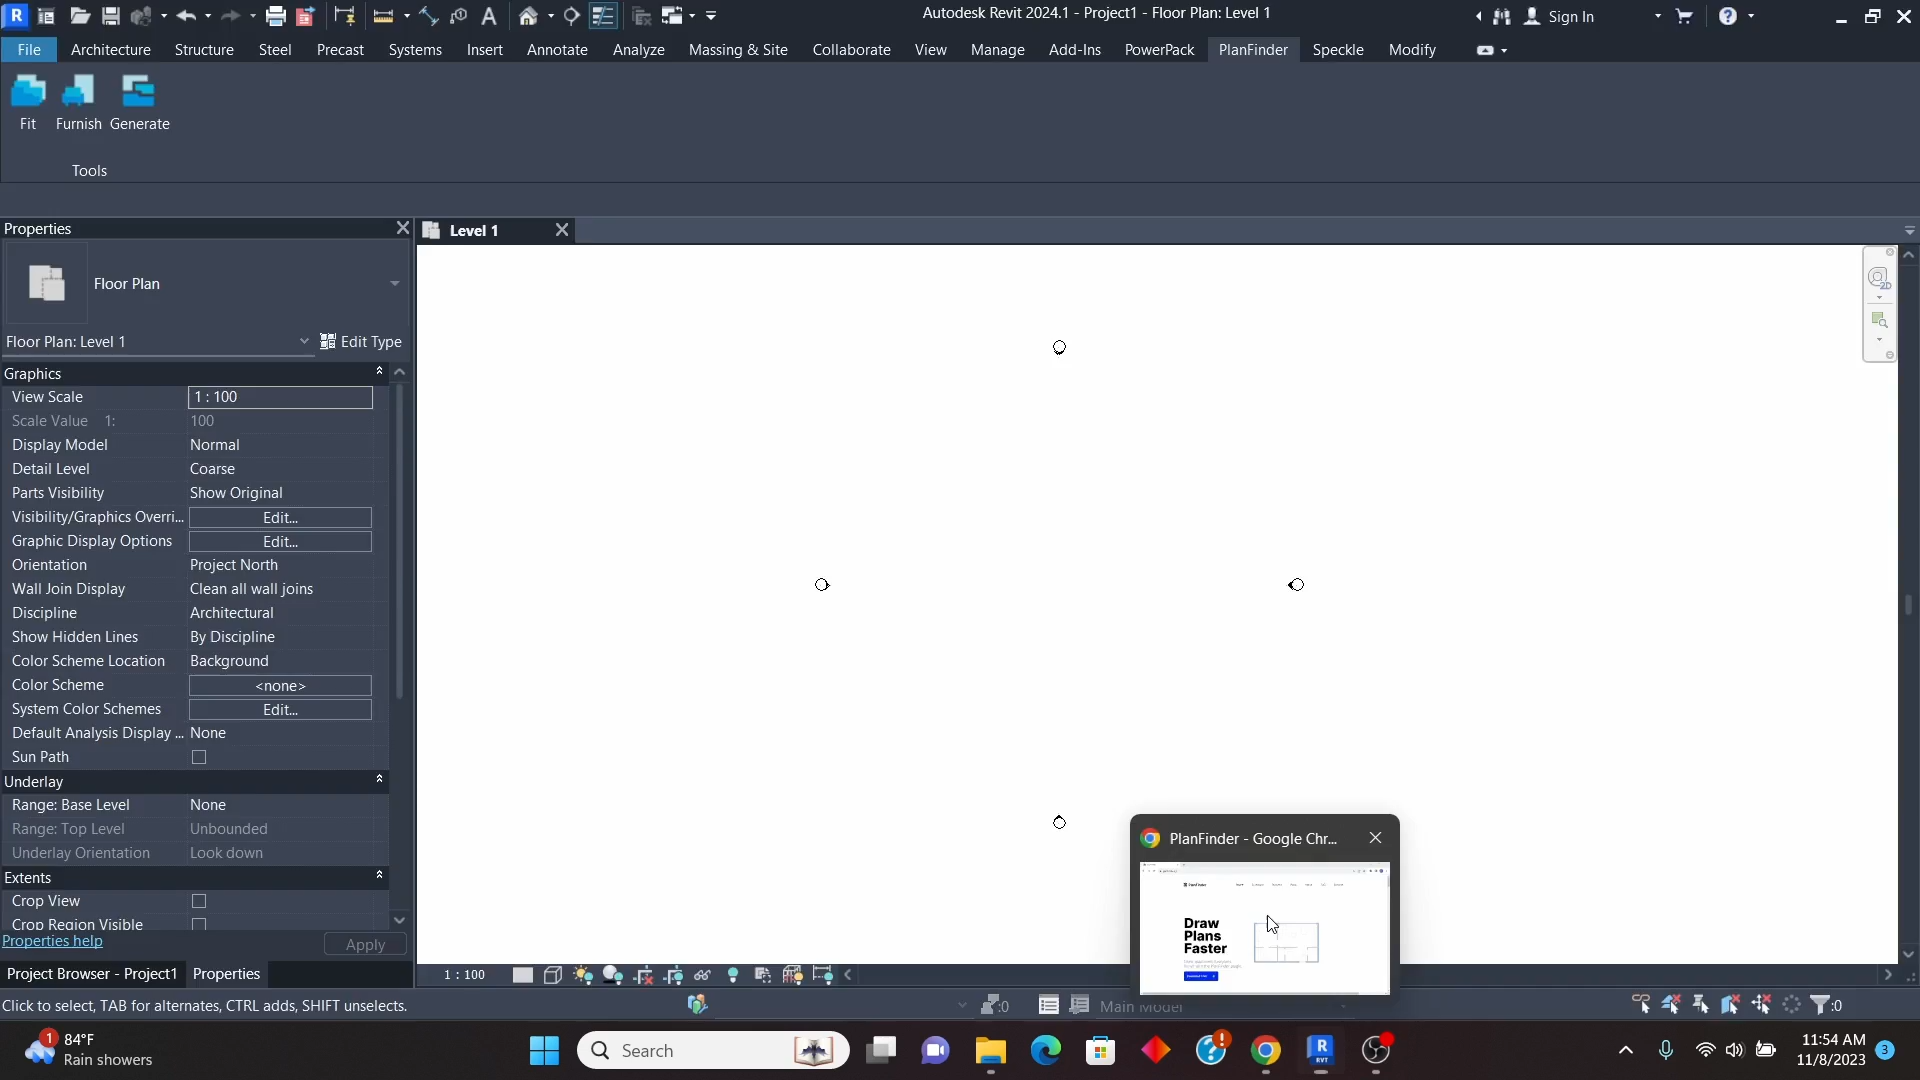 Autodesk Revit 2024.1 - Project1 - Floor Plan: Level 1
Sign In
File Architecture Structure Steel Precast Systems Insert Annotate Analyze Massing & Site Collaborate View Manage Add-Ins PowerPack PlanFinder Speckle Modify
Fit Furnish Generate
Tools
Properties
Level 1
Floor Plan
Floor Plan: Level 1
Edit Type
Graphics
View Scale 1 : 100
Scale Value 1: 100
Display Model Normal
Detail Level Coarse
Parts Visibility Show Original
Visibility/Graphics Overri... Edit...
Graphic Display Options Edit...
Orientation Project North
Wall Join Display Clean all wall joins
Discipline Architectural
Show Hidden Lines By Discipline
Color Scheme Location Background
Color Scheme <none>
System Color Schemes Edit...
Default Analysis Display ... None
Sun Path
Underlay
Range: Base Level None
Range: Top Level Unbounded
Underlay Orientation Look down
Extents
Crop View
Crop Region Visible
Properties help
Apply
Project Browser - Project1 Properties
1 : 100
PlanFinder - Google Chr...
Draw
Plans
Faster
Click to select, TAB for alternates, CTRL adds, SHIFT unselects.
:0
Main Model
:0
1
84°F
Rain showers
Search
11:54 AM
11/8/2023
3